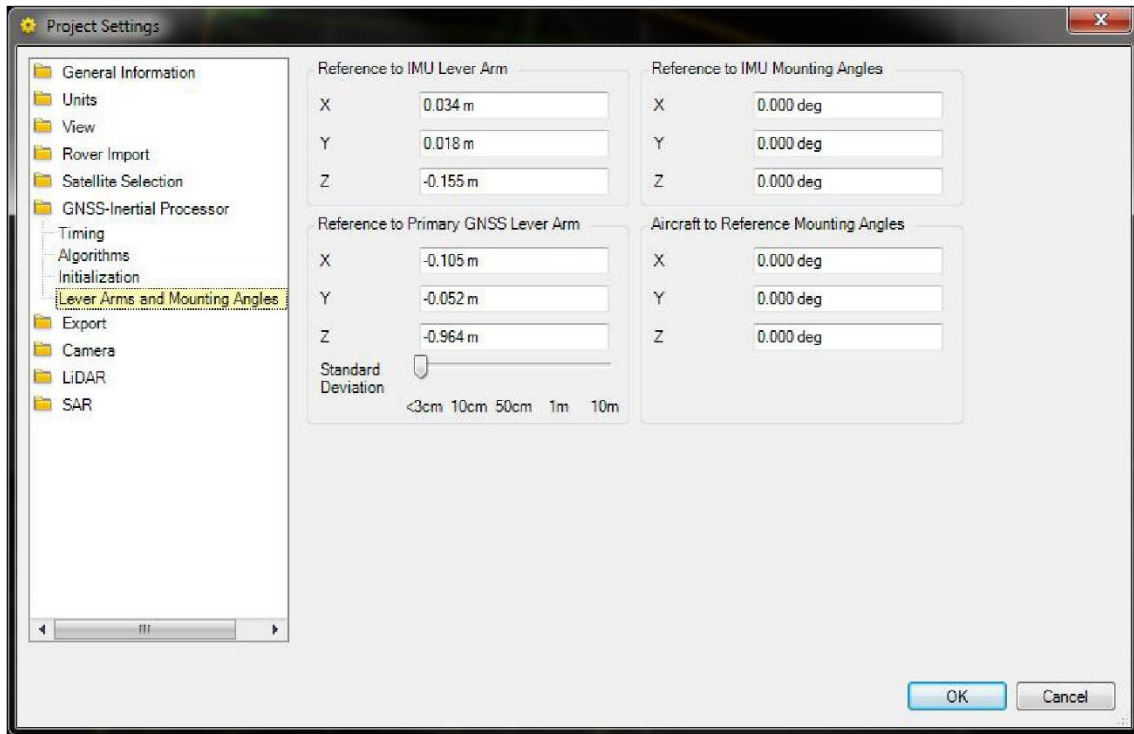 Project Settings
General Information
Units
View
Rover Import
Satellite Selection
GNSS-Inertial Processor
Timing
Algorithms
Initialization
Lever Arms and Mounting Angles
Export
Camera
LiDAR
SAR
Reference to IMU Lever Arm
X 0.034 m
Y 0.018 m
Z -0.155 m
Reference to IMU Mounting Angles
X 0.000 deg
Y 0.000 deg
Z 0.000 deg
Reference to Primary GNSS Lever Arm
X -0.105 m
Y -0.052 m
Z -0.964 m
Standard
Deviation
<3cm 10cm 50cm 1m 10m
Aircraft to Reference Mounting Angles
X 0.000 deg
Y 0.000 deg
Z 0.000 deg
OK Cancel